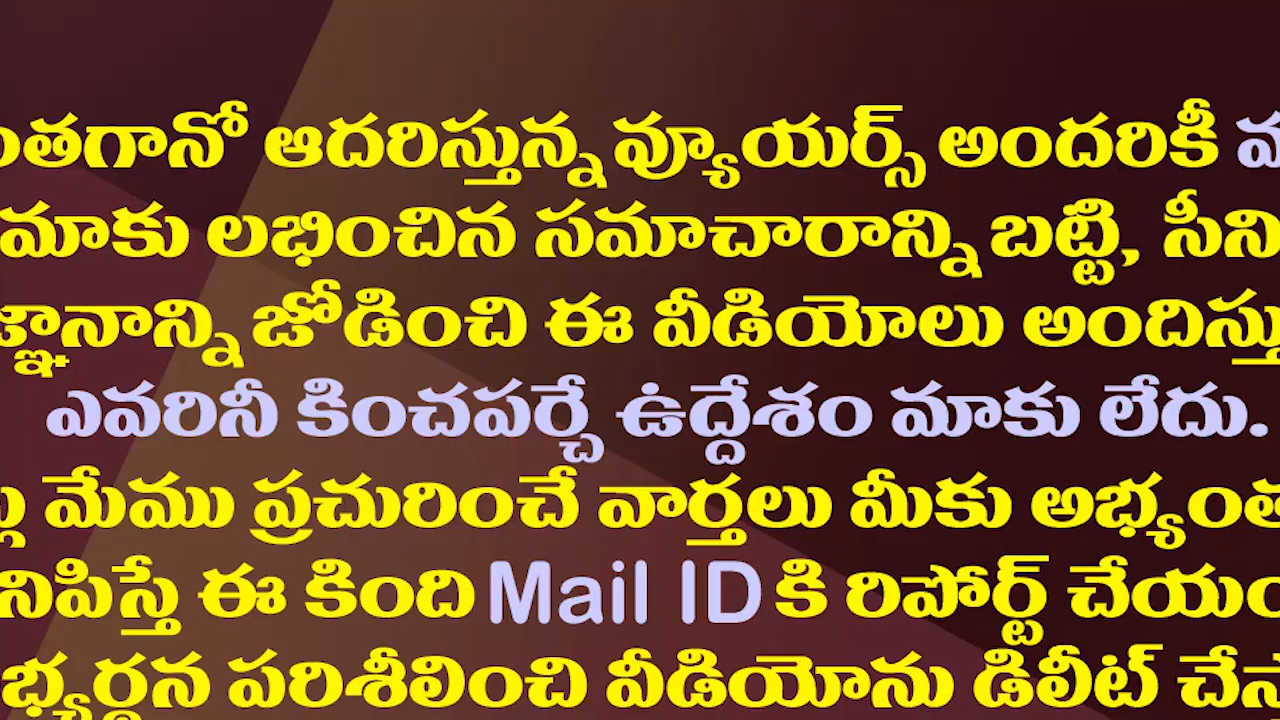 ఆదరిస్తున్న వ్యూయర్స్ అందరికీ
మాకు లభించిన సమాచారాన్ని బట్టి,
జోడించి ఈ వీడియోలు
ఎవరినీ కించపర్చే ఉద్దేశం మాకు లేదు.
మేము ప్రచురించే వార్తలు మీకు
ఈ కింది Mail ID కి రిపోర్ట్
పరిశీలించి వీడియోను డిలీట్